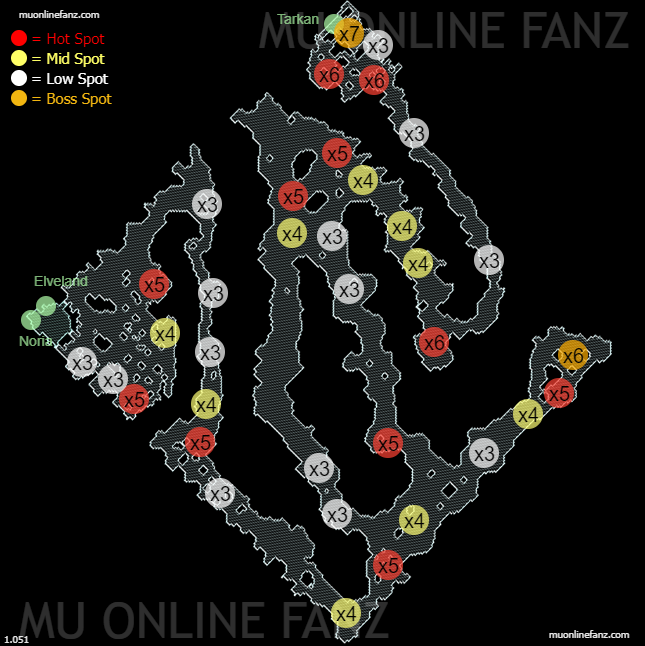 muonlinefanz.com
= Hot Spot
= Mid Spot
= Low Spot
= Boss Spot
MU ONLINE FANZ
Tarkan
x7
x3
x6
x6
x3
x5
x4
x5
x3
x4
x4
x3
x4
x3
Elveland
x5
x3
x3
Noria
x4
x6
x3
x3
x6
x3
x5
x5
x4
x4
x5
x5
x3
x3
x3
x3
x4
x5
x4
MU ONLINE FANZ
1.051
muonlinefanz.com